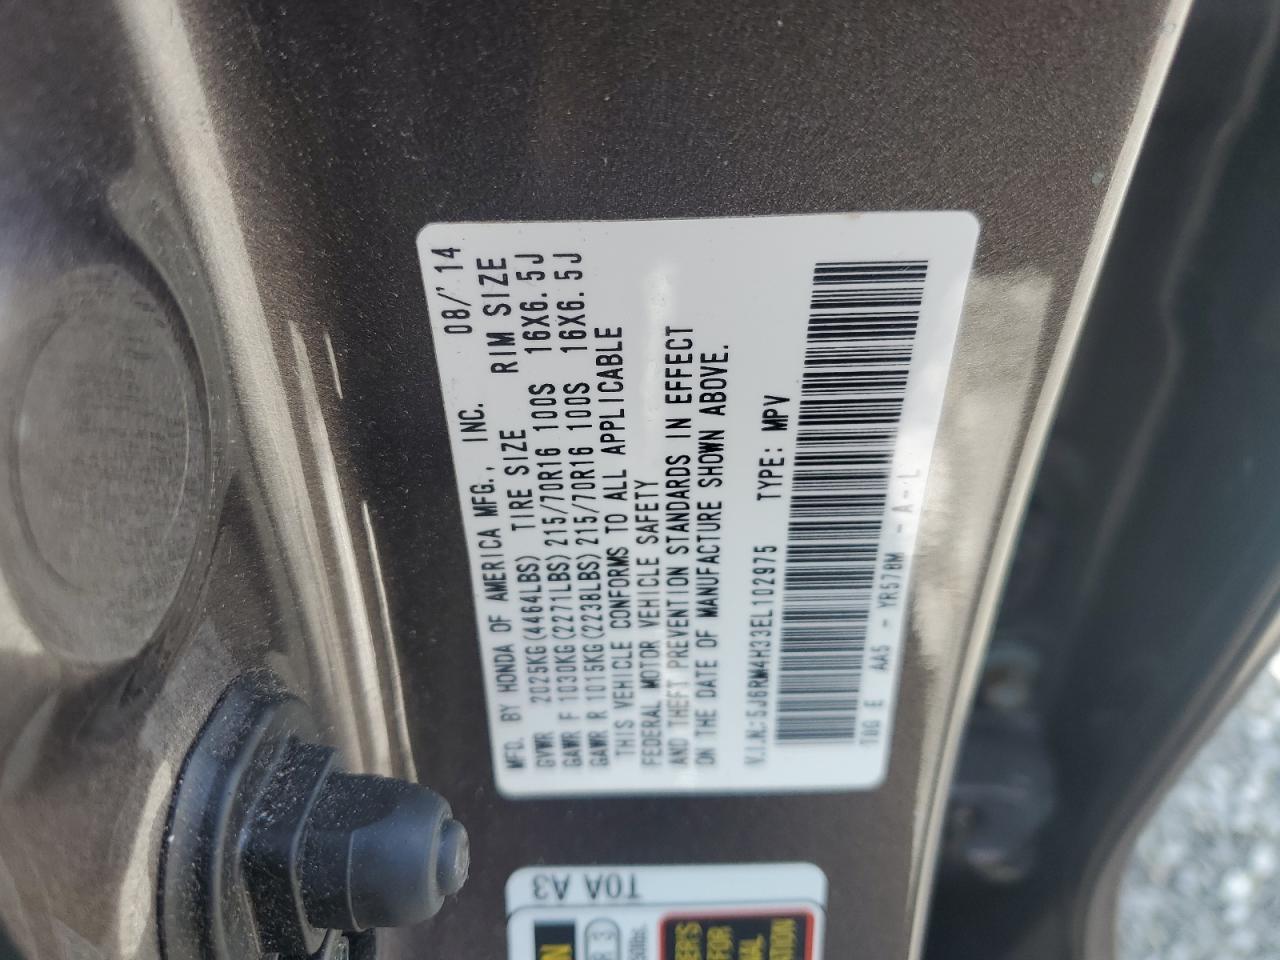 MFD. BY HONDA OF AMERICA MFG., INC. 08/'14
GVWR 2025KG(4464LBS) TIRE SIZE RIM SIZE
GAWR F 1030KG(2271LBS) 215/70R16 100S 16X6.5J
GAWR R 1015KG(2238LBS) 215/70R16 100S 16X6.5J
THIS VEHICLE CONFORMS TO ALL APPLICABLE
FEDERAL MOTOR VEHICLE SAFETY
AND THEFT PREVENTION STANDARDS IN EFFECT
ON THE DATE OF MANUFACTURE SHOWN ABOVE.
V.I.N.:5J6RM4H33EL102975 TYPE: MPV
T0G E AA5 - YR578M - A - L
T0A A3